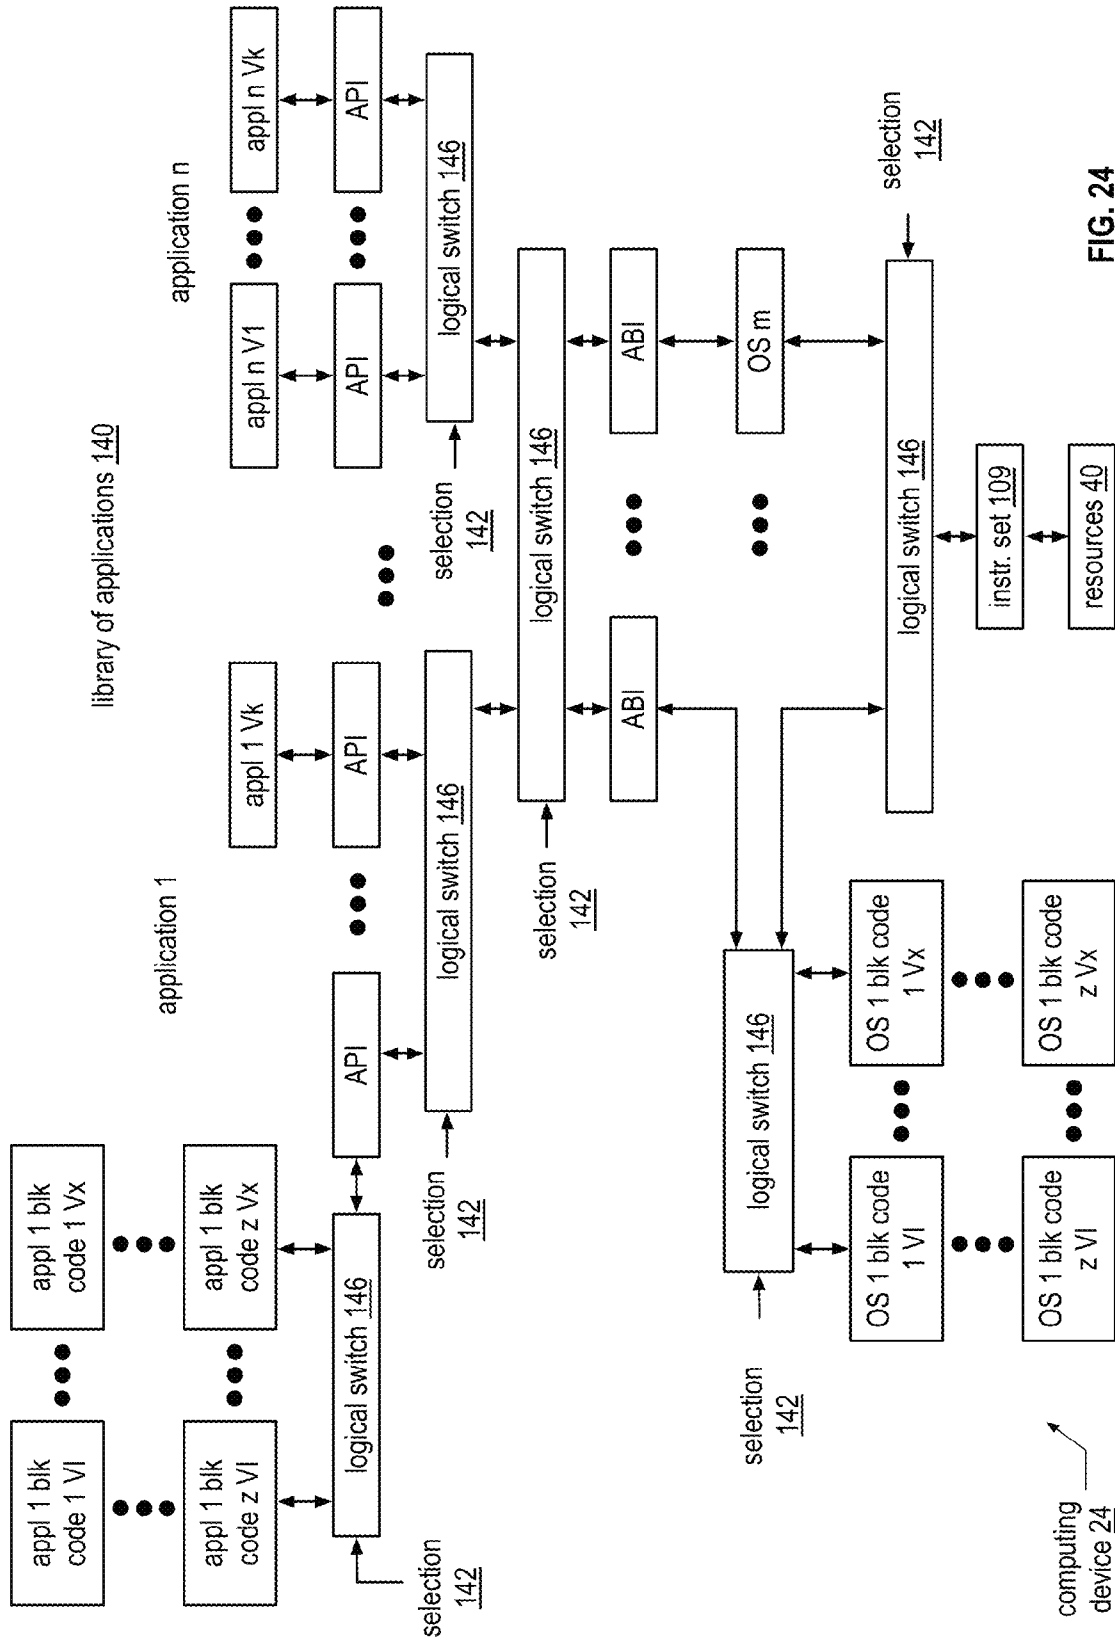 library of applications 140
application 1
application n
appl 1 blk
code 1 VI
appl 1 blk
code 1 Vx
appl 1 blk
code z VI
appl 1 blk
code z Vx
appl 1 Vk
appl n V1
appl n Vk
logical switch 146
API
API
API
API
selection
142
logical switch 146
logical switch 146
selection
142
selection
142
logical switch 146
selection
142
ABI
ABI
logical switch 146
OS m
selection
142
OS 1 blk code
1 VI
OS 1 blk code
1 Vx
logical switch 146
selection
142
OS 1 blk code
z VI
OS 1 blk code
z Vx
instr. set 109
resources 40
computing
device 24
FIG. 24